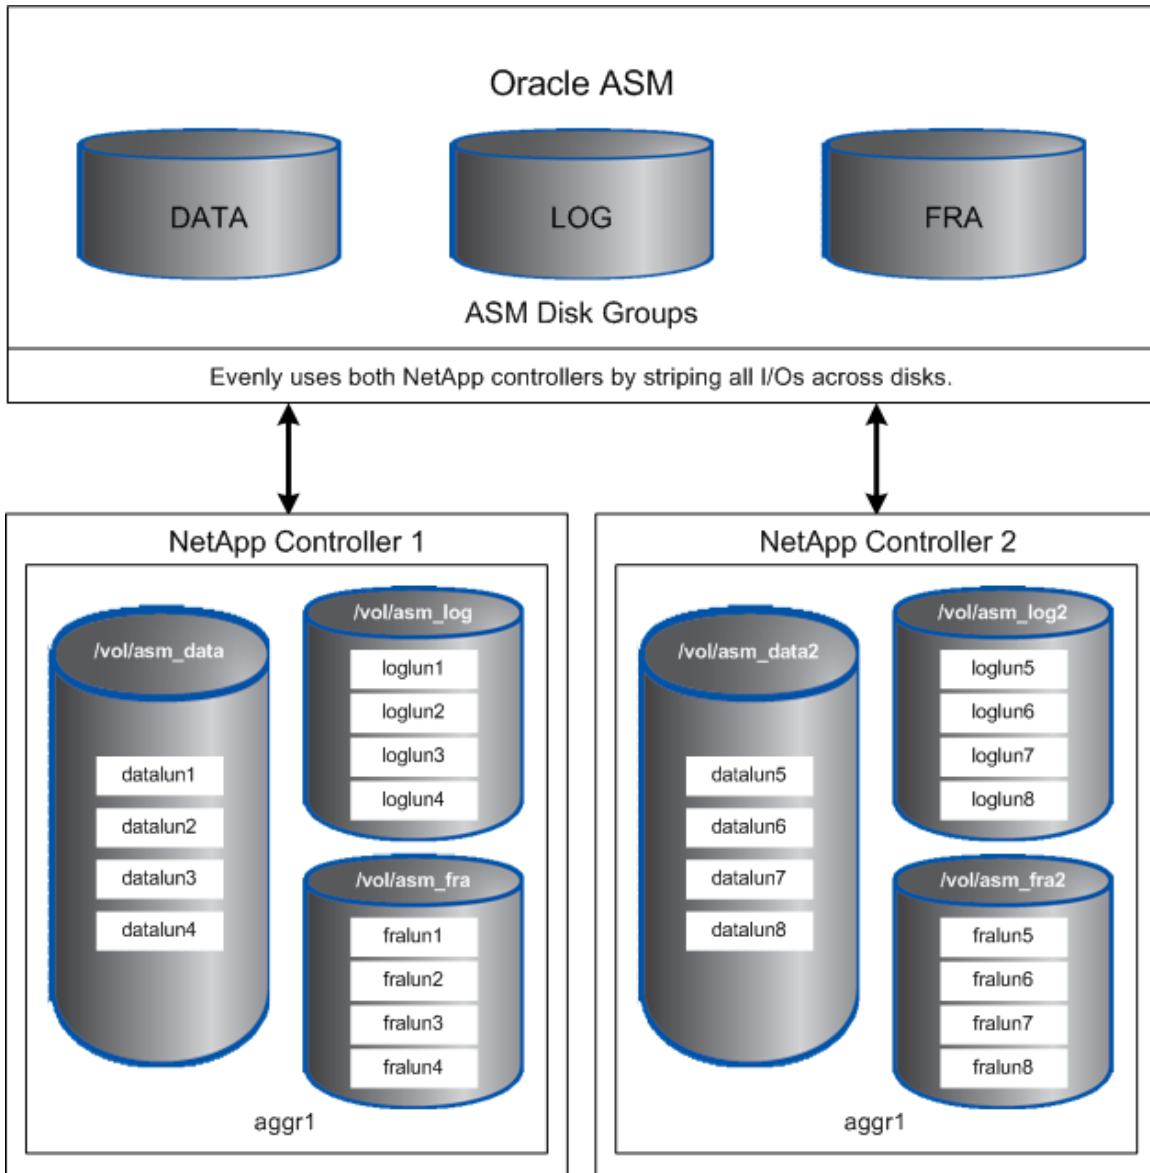 Oracle ASM
DATA
LOG
FRA
ASM Disk Groups
Evenly uses both NetApp controllers by striping all I/Os across disks.
NetApp Controller 1
/vol/asm_data
datalun1
datalun2
datalun3
datalun4
/vol/asm_log
loglun1
loglun2
loglun3
loglun4
/vol/asm_fra
fralun1
fralun2
fralun3
fralun4
aggr1
NetApp Controller 2
/vol/asm_data2
datalun5
datalun6
datalun7
datalun8
/vol/asm_log2
loglun5
loglun6
loglun7
loglun8
/vol/asm_fra2
fralun5
fralun6
fralun7
fralun8
aggr1